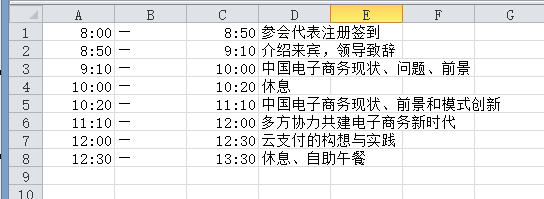 A B C D E F G
1 8:00 一 8:50 参会代表注册签到
2 8:50 一 9:10 介绍来宾，领导致辞
3 9:10 一 10:00 中国电子商务现状、问题、前景
4 10:00 一 10:20 休息
5 10:20 一 11:10 中国电子商务现状、前景和模式创新
6 11:10 一 12:00 多方协力共建电子商务新时代
7 12:00 一 12:30 云支付的构想与实践
8 12:30 一 13:30 休息、自助午餐
9
10